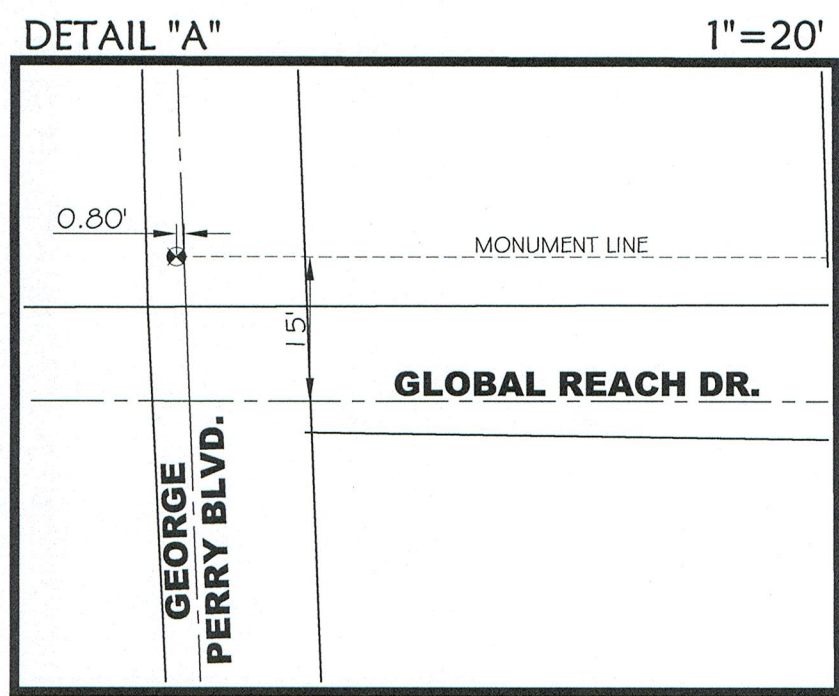 DETAIL "A" 1"=20'
0.80'
MONUMENT LINE
15'
GLOBAL REACH DR.
GEORGE
PERRY BLVD.